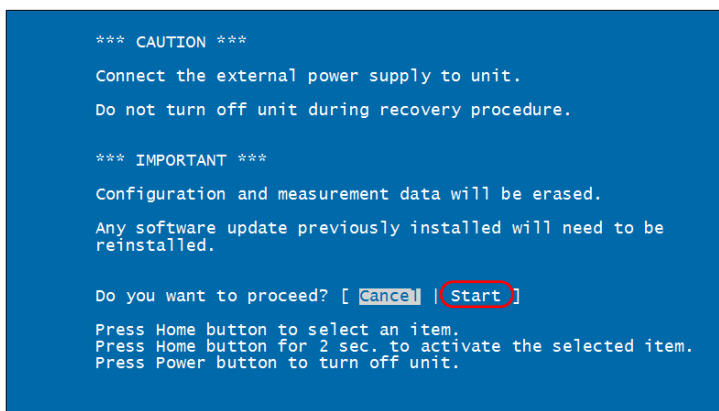 *** CAUTION ***
Connect the external power supply to unit.
Do not turn off unit during recovery procedure.
*** IMPORTANT ***
Configuration and measurement data will be erased.
Any software update previously installed will need to be
reinstalled.
Do you want to proceed? [ Cancel | Start ]
Press Home button to select an item.
Press Home button for 2 sec. to activate the selected item.
Press Power button to turn off unit.